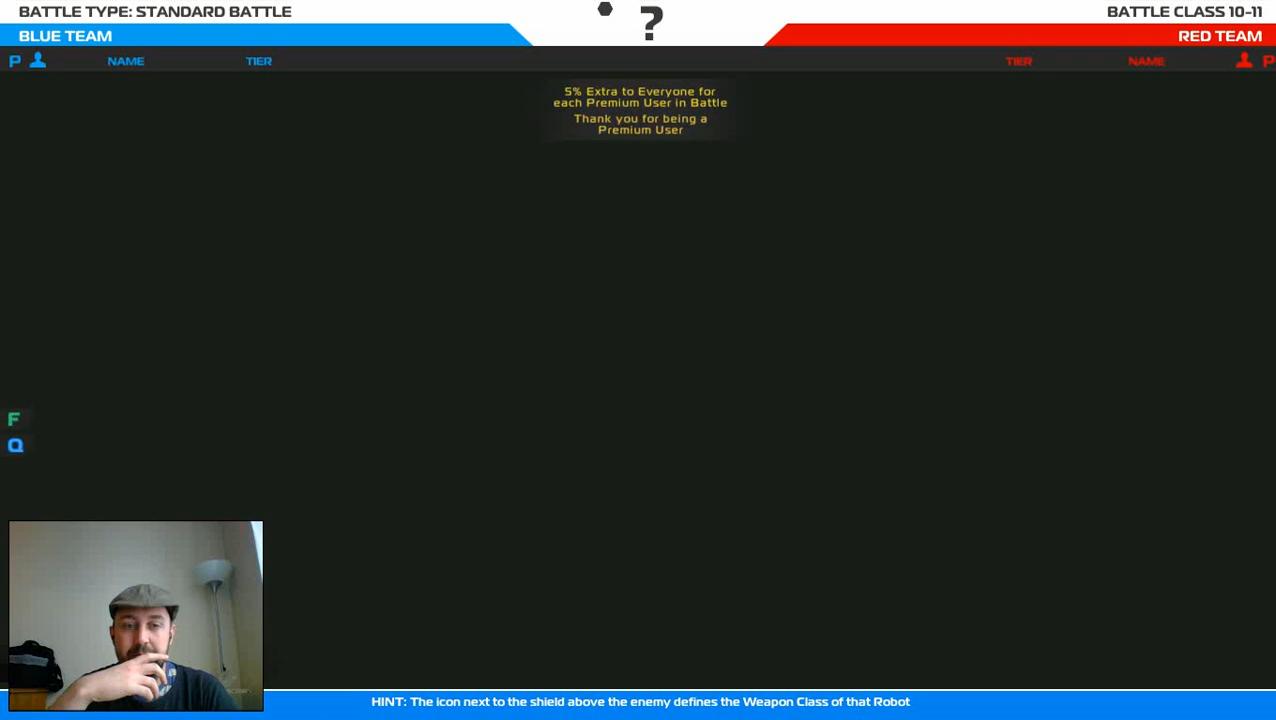 BATTLE TYPE: STANDARD BATTLE
?
BATTLE CLASS 10-11
BLUE TEAM
RED TEAM
P NAME TIER
TIER NAME P
5% Extra to Everyone for
each Premium User in Battle
Thank you for being a
Premium User
F
Q
HINT: The icon next to the shield above the enemy defines the Weapon Class of that Robot